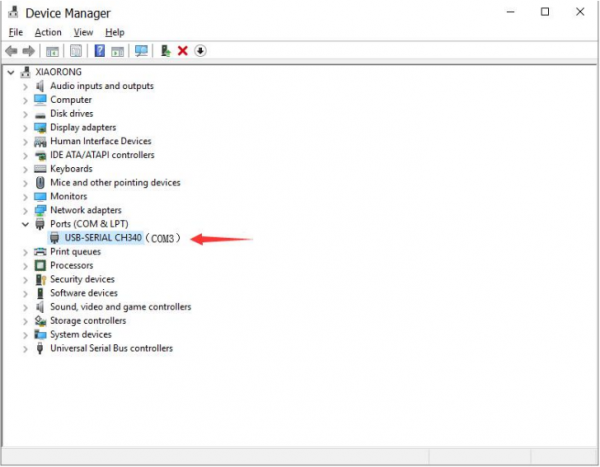 Device Manager
File Action View Help
XIAORONG
Audio inputs and outputs
Computer
Disk drives
Display adapters
Human Interface Devices
IDE ATA/ATAPI controllers
Keyboards
Mice and other pointing devices
Monitors
Network adapters
Ports (COM & LPT)
USB-SERIAL CH340（COM3）
Print queues
Processors
Security devices
Software devices
Sound, video and game controllers
Storage controllers
System devices
Universal Serial Bus controllers